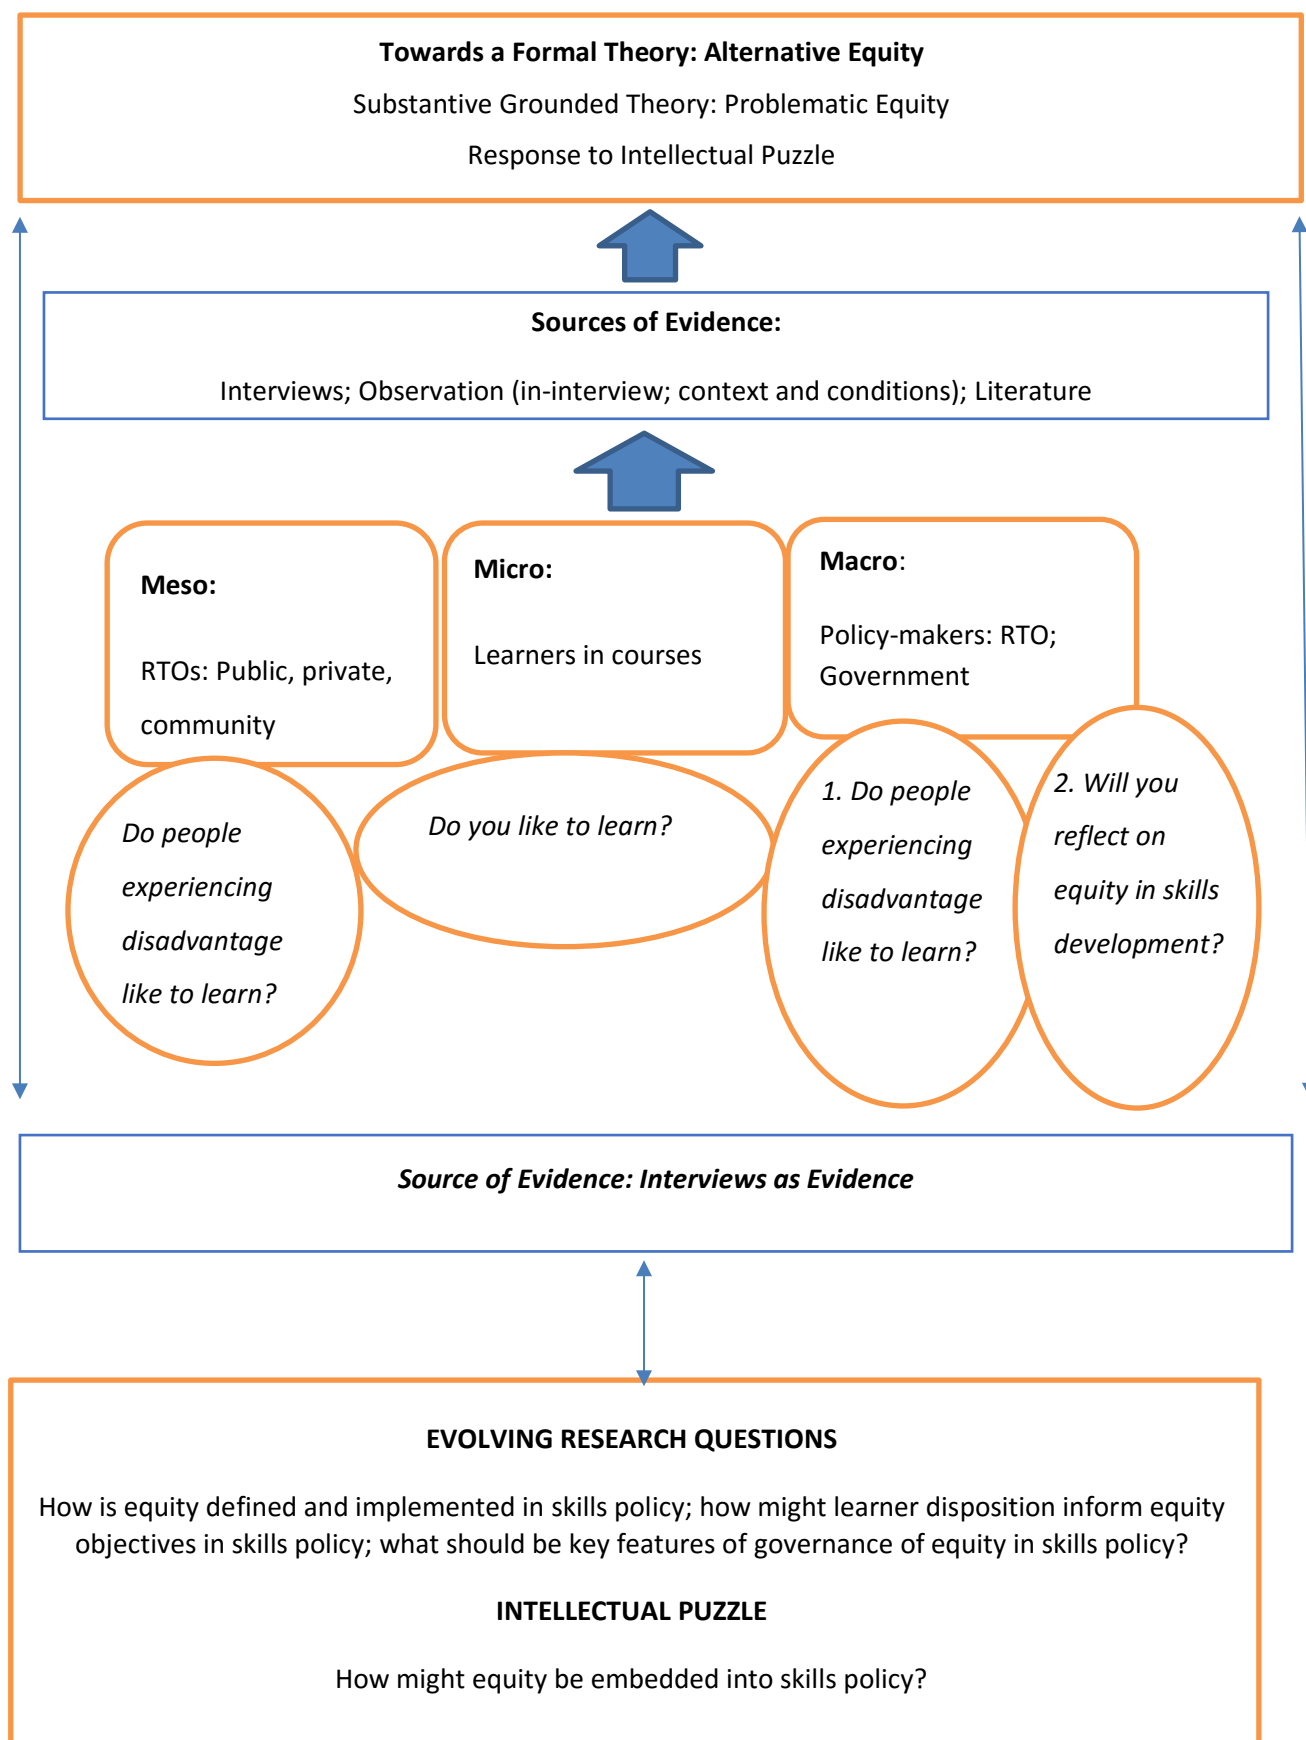 Towards a Formal Theory: Alternative Equity
Substantive Grounded Theory: Problematic Equity
Response to Intellectual Puzzle
Sources of Evidence:
Interviews; Observation (in-interview; context and conditions); Literature
Meso:
RTOs: Public, private,
community
Micro:
Learners in courses
Macro:
Policy-makers: RTO;
Government
Do people
experiencing
disadvantage
like to learn?
Do you like to learn?
1. Do people
experiencing
disadvantage
like to learn?
2. Will you
reflect on
equity in skills
development?
Source of Evidence: Interviews as Evidence
EVOLVING RESEARCH QUESTIONS
How is equity defined and implemented in skills policy; how might learner disposition inform equity
objectives in skills policy; what should be key features of governance of equity in skills policy?
INTELLECTUAL PUZZLE
How might equity be embedded into skills policy?